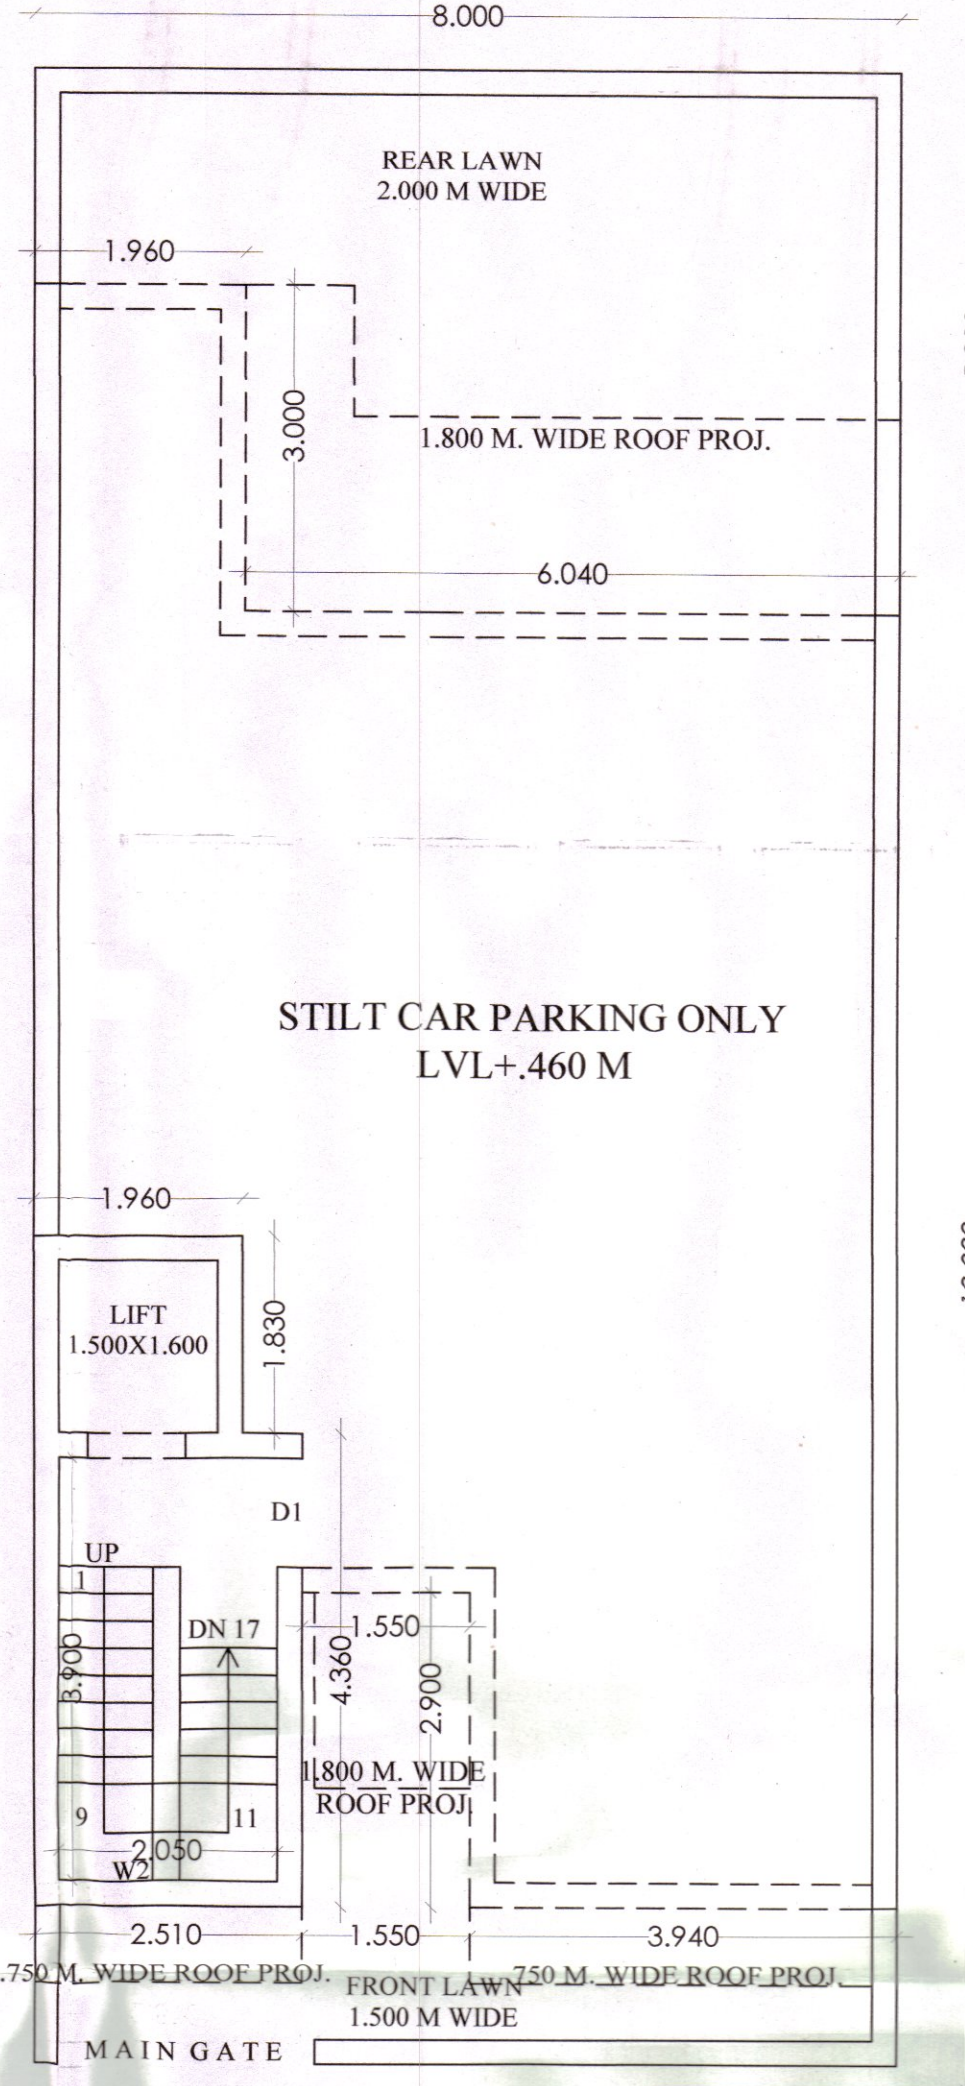 8.000
REAR LAWN
2.000 M WIDE
1.960
3.000
1.800 M. WIDE ROOF PROJ.
6.040
STILT CAR PARKING ONLY
LVL+.460 M
1.960
LIFT
1.500X1.600
1.830
D1
UP
1
DN 17
1.550
3.900
4.360
2.900
1.800 M. WIDE
ROOF PROJ.
9
11
2.050
W2
2.510
1.550
3.940
.750 M. WIDE ROOF PROJ.
FRONT LAWN
750 M. WIDE ROOF PROJ.
1.500 M WIDE
MAIN GATE